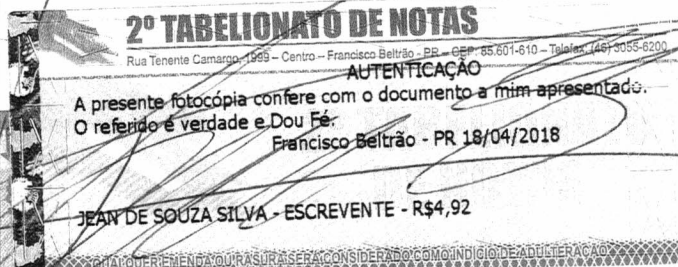 2º TABELIONATO DE NOTAS
Rua Tenente Camargo, 1999 – Centro – Francisco Beltrão - PR – CEP: 85.601-610 – Telefax: (46) 3055-6200
AUTENTICAÇÃO
A presente fotocópia confere com o documento a mim apresentado.
O referido é verdade e Dou Fé.
Francisco Beltrão - PR 18/04/2018
JEAN DE SOUZA SILVA - ESCREVENTE - R$4,92
QUALQUER EMENDA OU RASURA SERÁ CONSIDERADO COMO INDÍCIO DE ADULTERAÇÃO